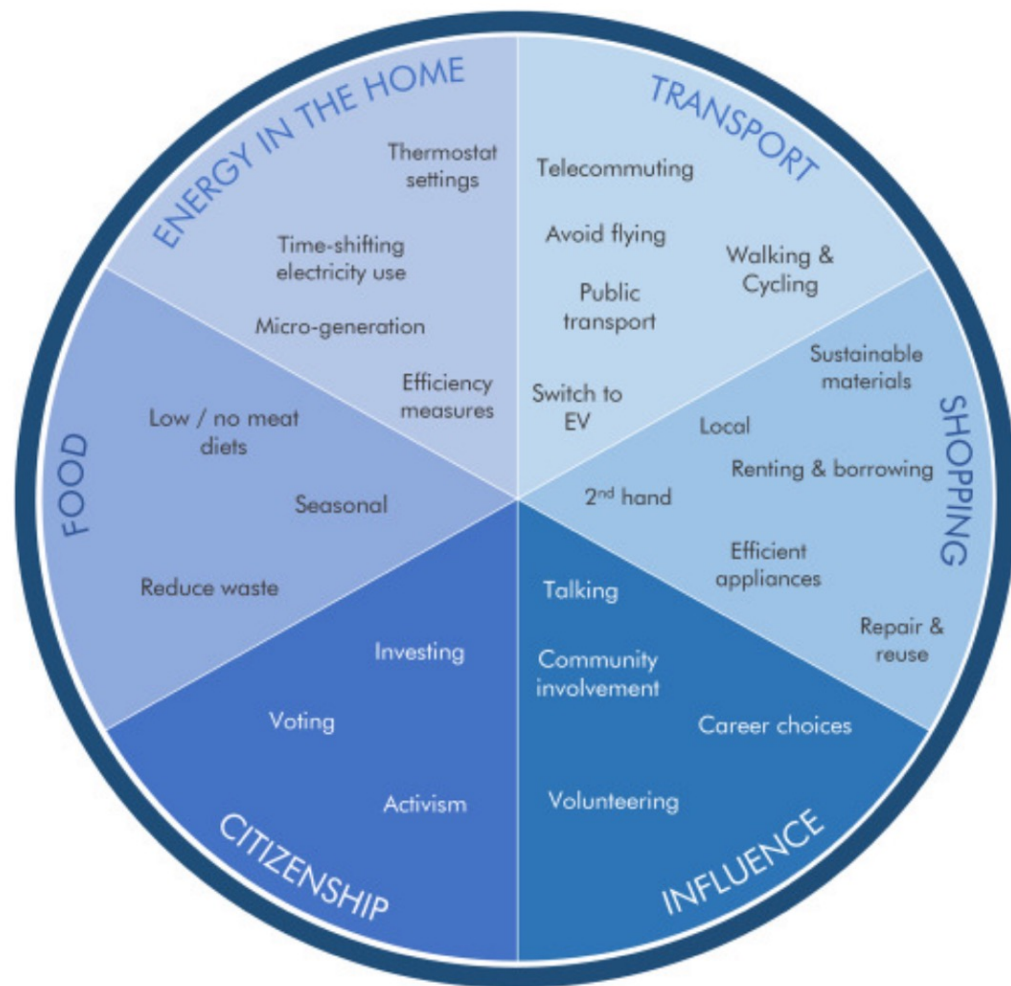 ENERGY IN THE HOME
Thermostat
settings
Time-shifting
electricity use
Micro-generation
Efficiency
measures
TRANSPORT
Telecommuting
Avoid flying
Walking &
Cycling
Public
transport
Switch to
EV
SHOPPING
Sustainable
materials
Local
Renting & borrowing
2nd hand
Efficient
appliances
Repair &
reuse
INFLUENCE
Talking
Community
involvement
Career choices
Volunteering
CITIZENSHIP
Investing
Voting
Activism
FOOD
Low / no meat
diets
Seasonal
Reduce waste